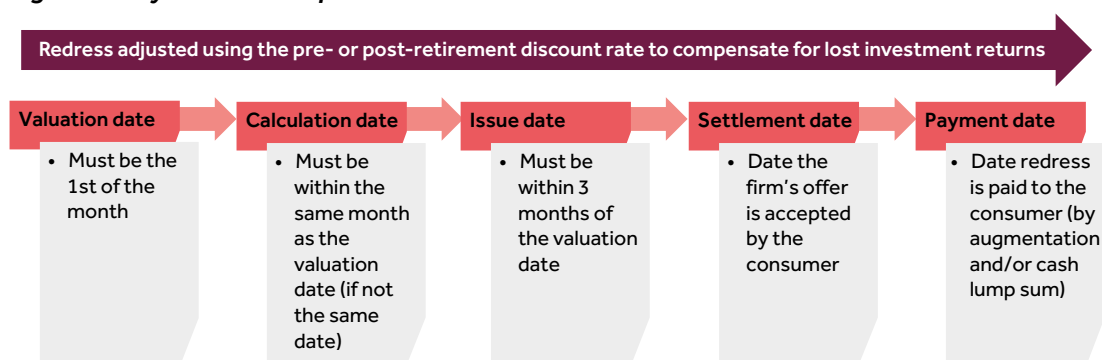 Redress adjusted using the pre- or post-retirement discount rate to compensate for lost investment returns
Valuation date
• Must be the
1st of the
month
Calculation date
• Must be
within the
same month
as the
valuation
date (if not
the same
date)
Issue date
• Must be
within 3
months of
the valuation
date
Settlement date
• Date the
firm's offer
is accepted
by the
consumer
Payment date
• Date redress
is paid to the
consumer (by
augmentation
and/or cash
lump sum)